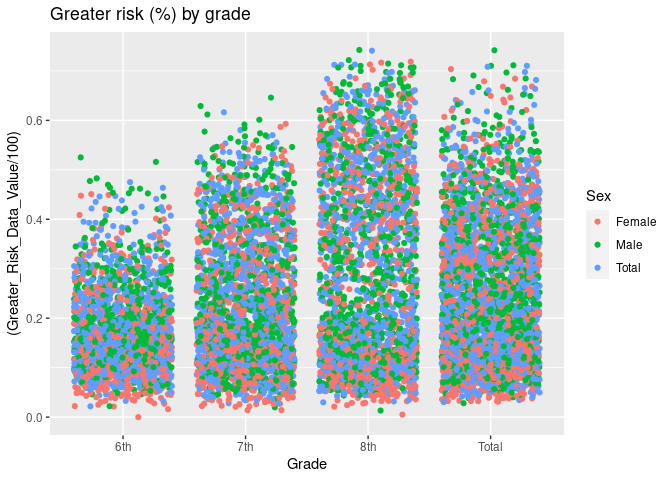 Greater risk (%) by grade
(Greater_Risk_Data_Value/100)
0.6
0.4
0.2
0.0
6th
7th
8th
Total
Grade
Sex
Female
Male
Total